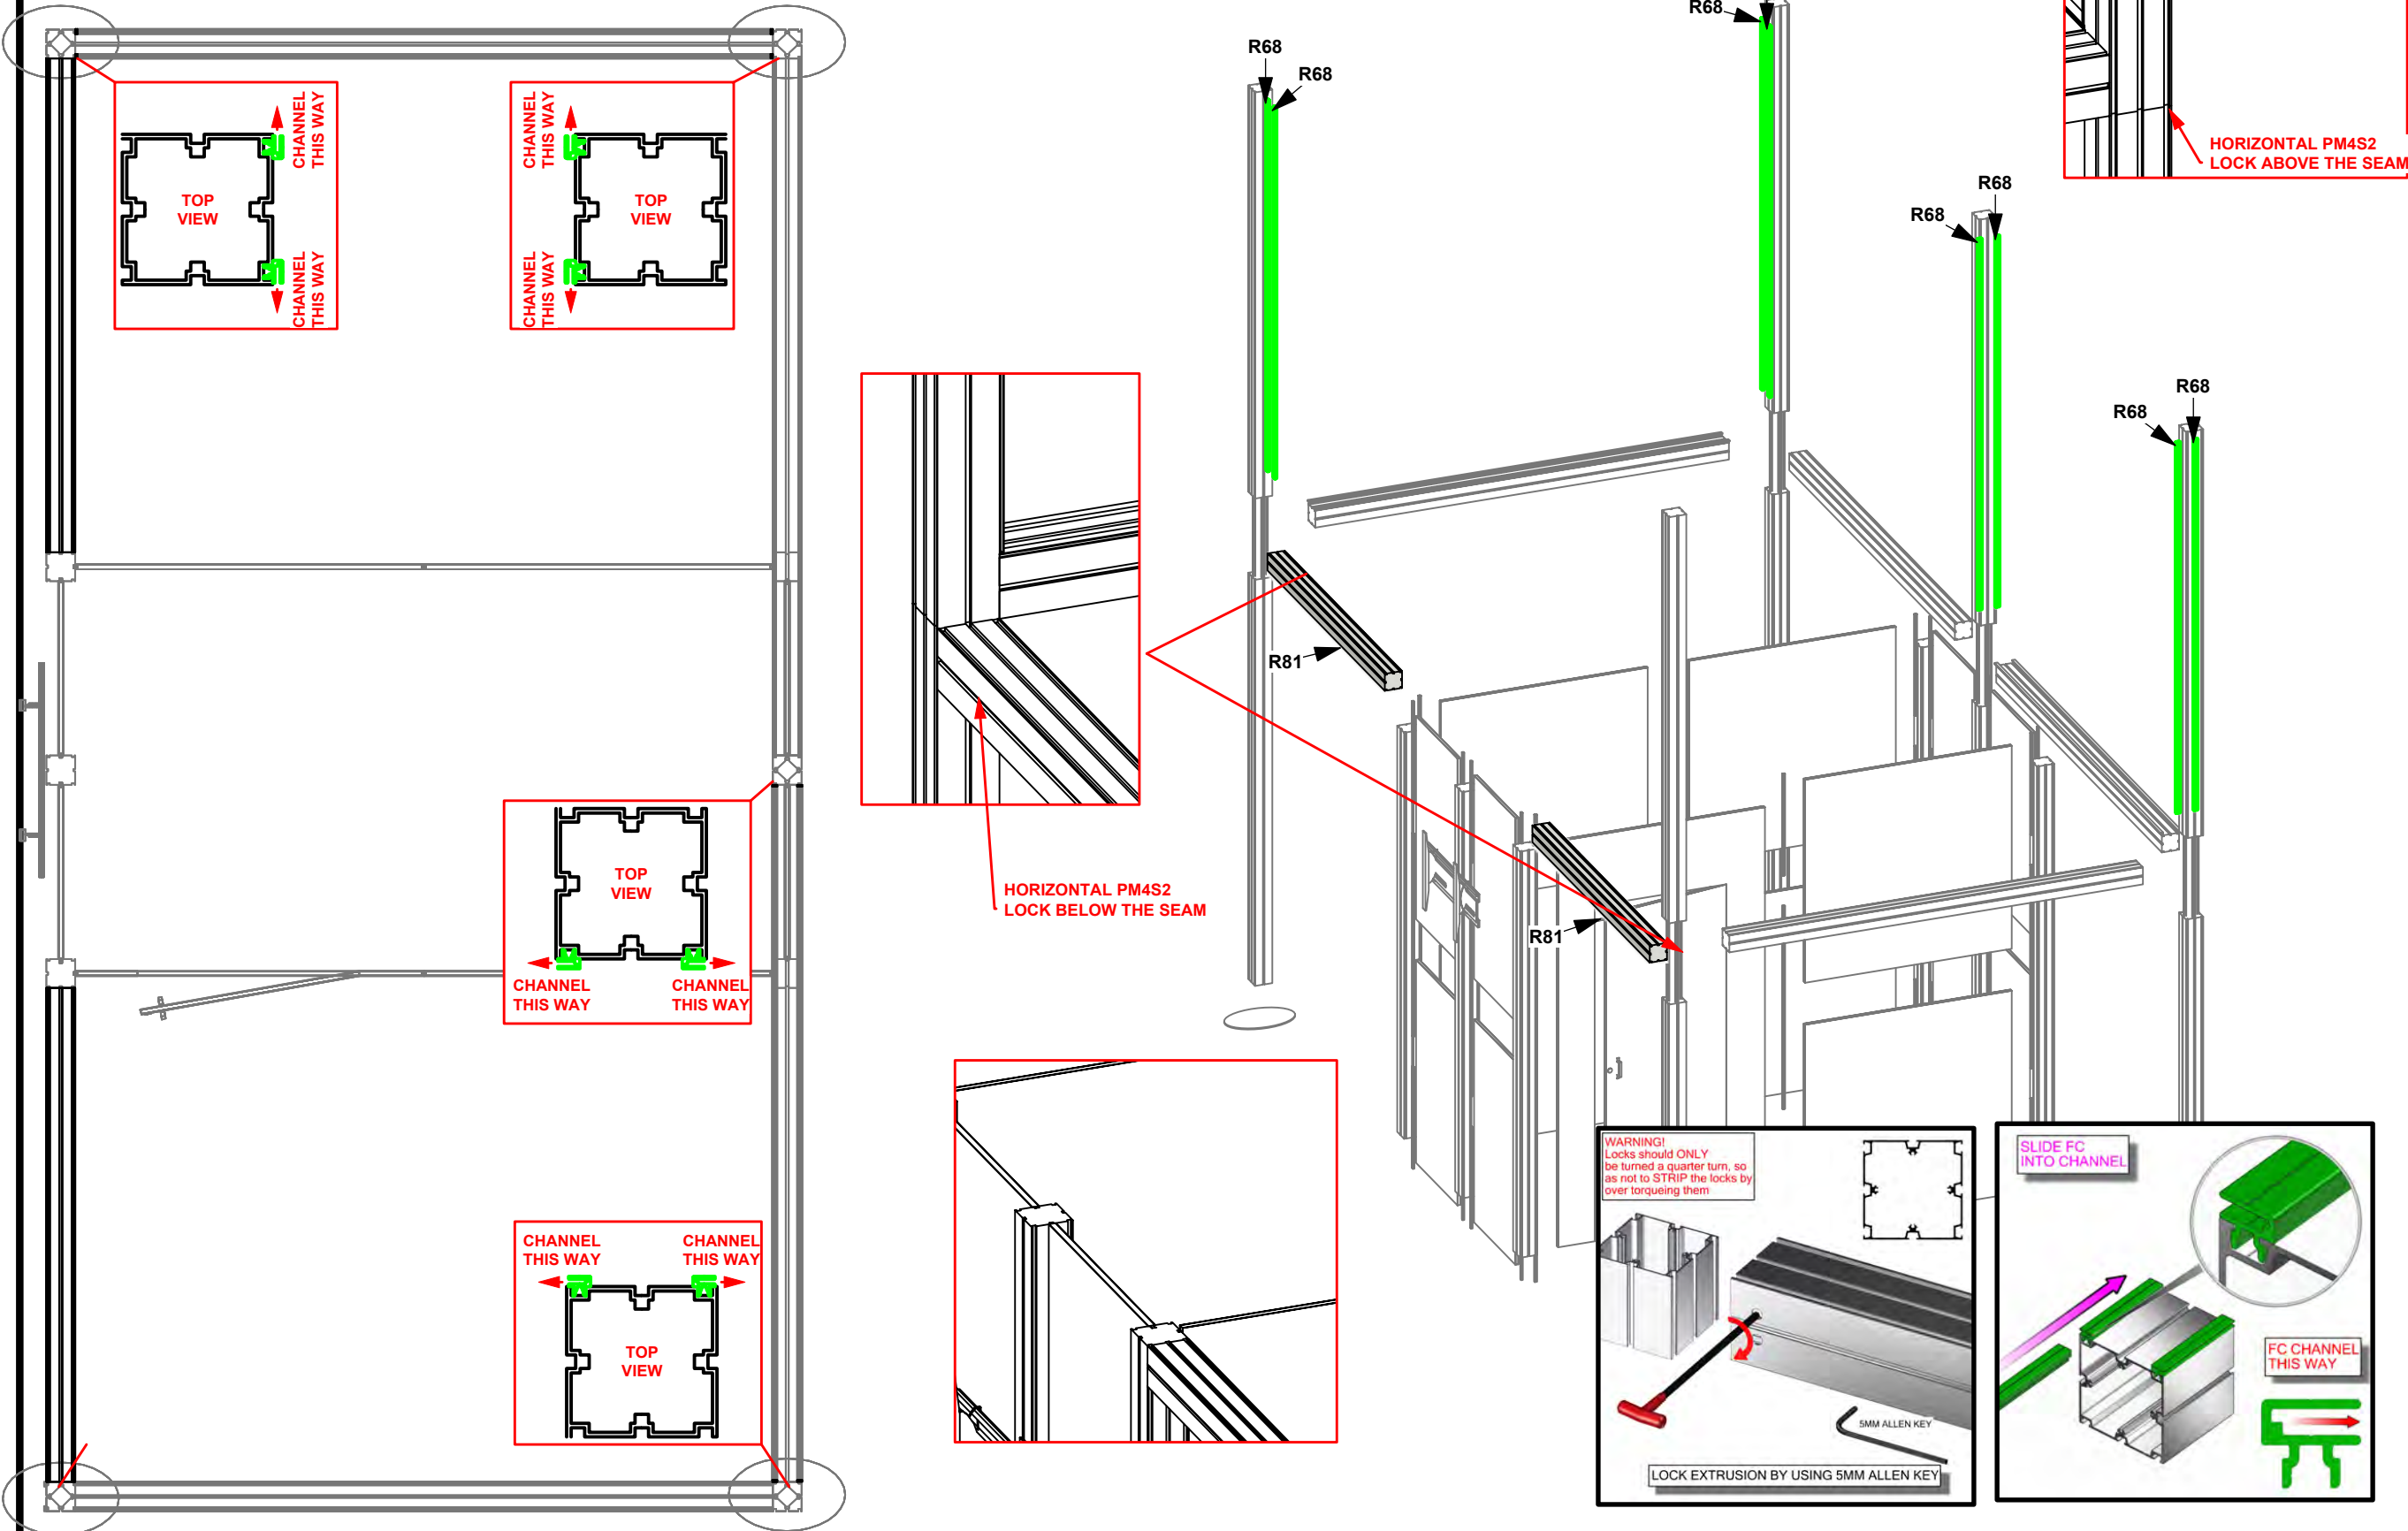 CHANNEL
THIS WAY
CHANNEL
THIS WAY
TOP
VIEW
CHANNEL
THIS WAY
CHANNEL
THIS WAY
TOP
VIEW
R68
R68
R68
HORIZONTAL PM4S2
LOCK ABOVE THE SEAM
R68
R68
R68
R68
R81
R81
HORIZONTAL PM4S2
LOCK BELOW THE SEAM
TOP
VIEW
CHANNEL
THIS WAY
CHANNEL
THIS WAY
CHANNEL
THIS WAY
CHANNEL
THIS WAY
TOP
VIEW
WARNING!
Locks should ONLY
be turned a quarter turn, so
as not to STRIP the locks by
over torqueing them
5MM ALLEN KEY
LOCK EXTRUSION BY USING 5MM ALLEN KEY
SLIDE FC
INTO CHANNEL
FC CHANNEL
THIS WAY